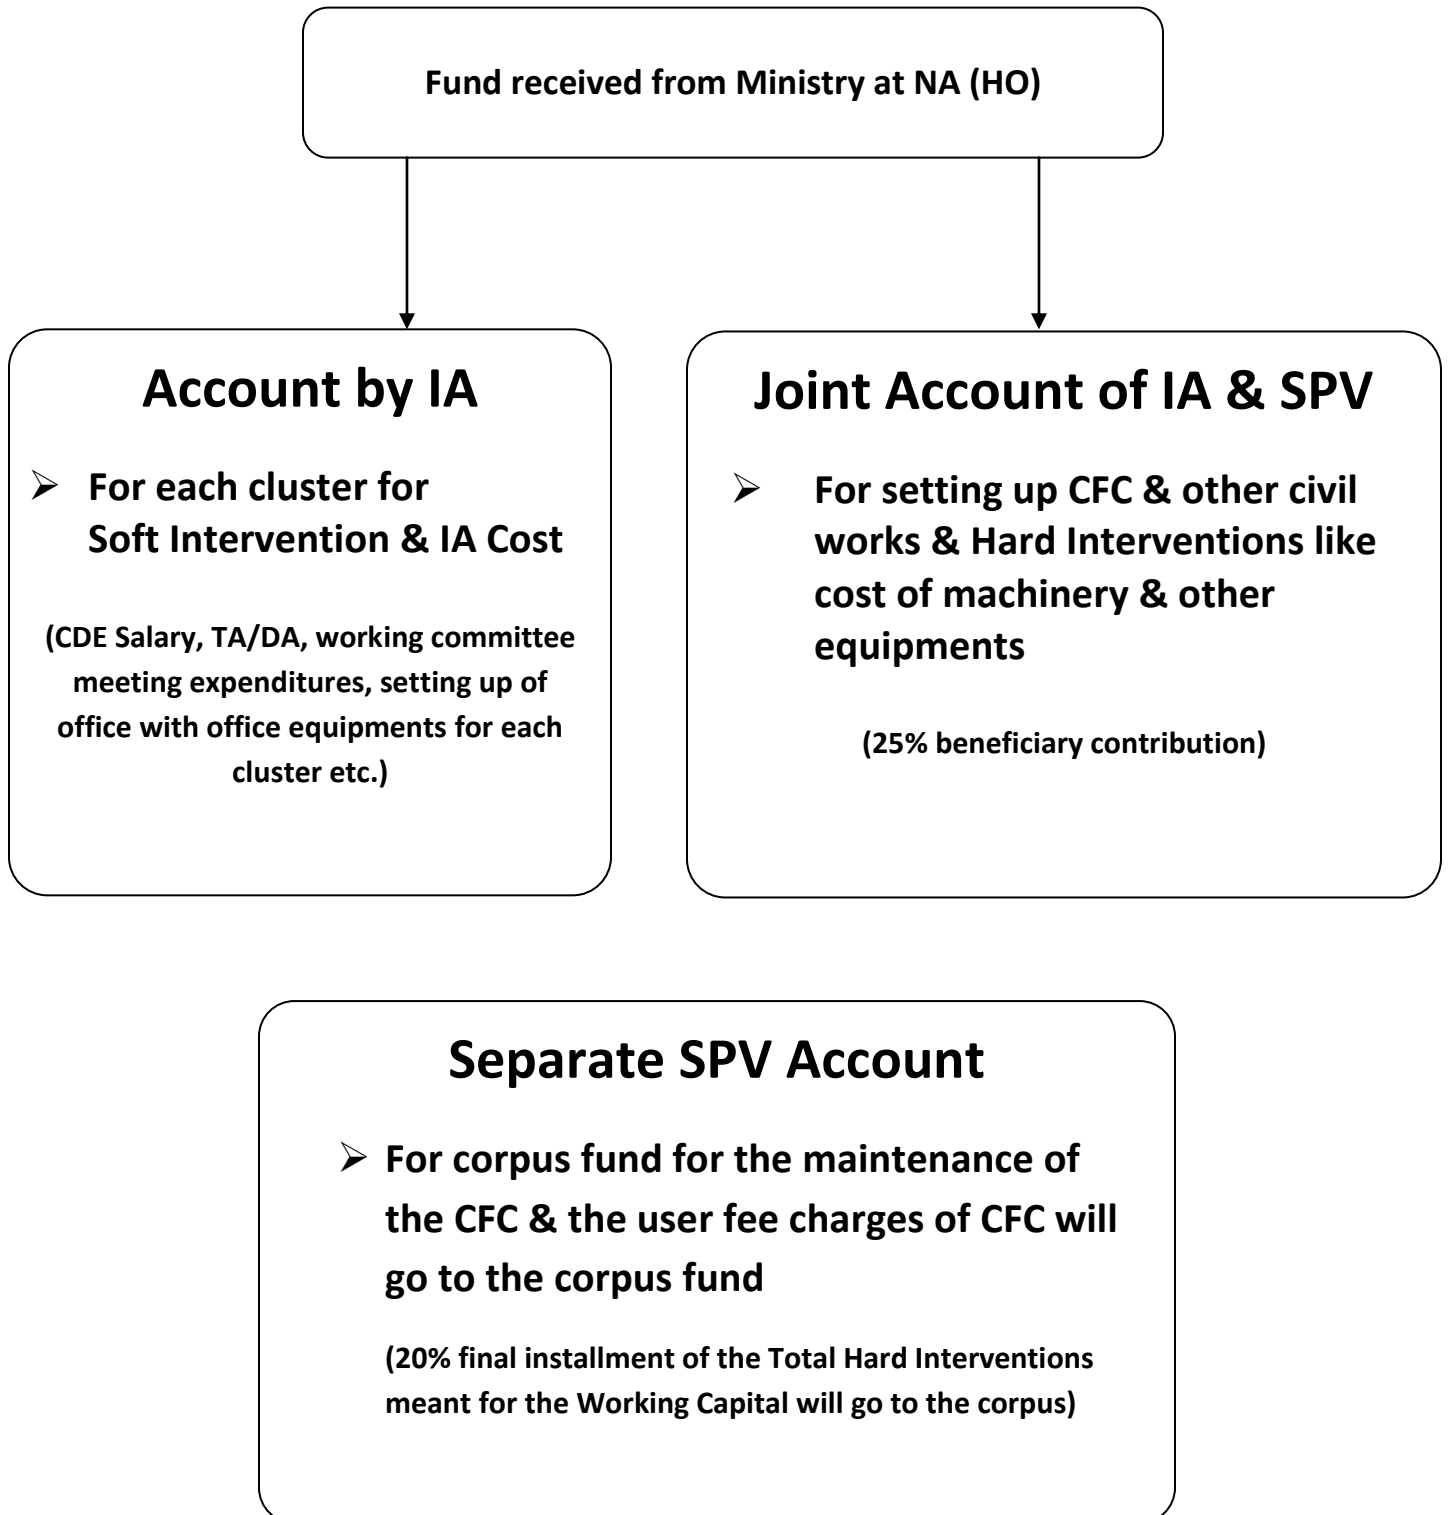 Fund received from Ministry at NA (HO)
Account by IA
➢ For each cluster for
Soft Intervention & IA Cost
(CDE Salary, TA/DA, working committee
meeting expenditures, setting up of
office with office equipments for each
cluster etc.)
Joint Account of IA & SPV
➢ For setting up CFC & other civil
works & Hard Interventions like
cost of machinery & other
equipments
(25% beneficiary contribution)
Separate SPV Account
➢ For corpus fund for the maintenance of
the CFC & the user fee charges of CFC will
go to the corpus fund
(20% final installment of the Total Hard Interventions
meant for the Working Capital will go to the corpus)